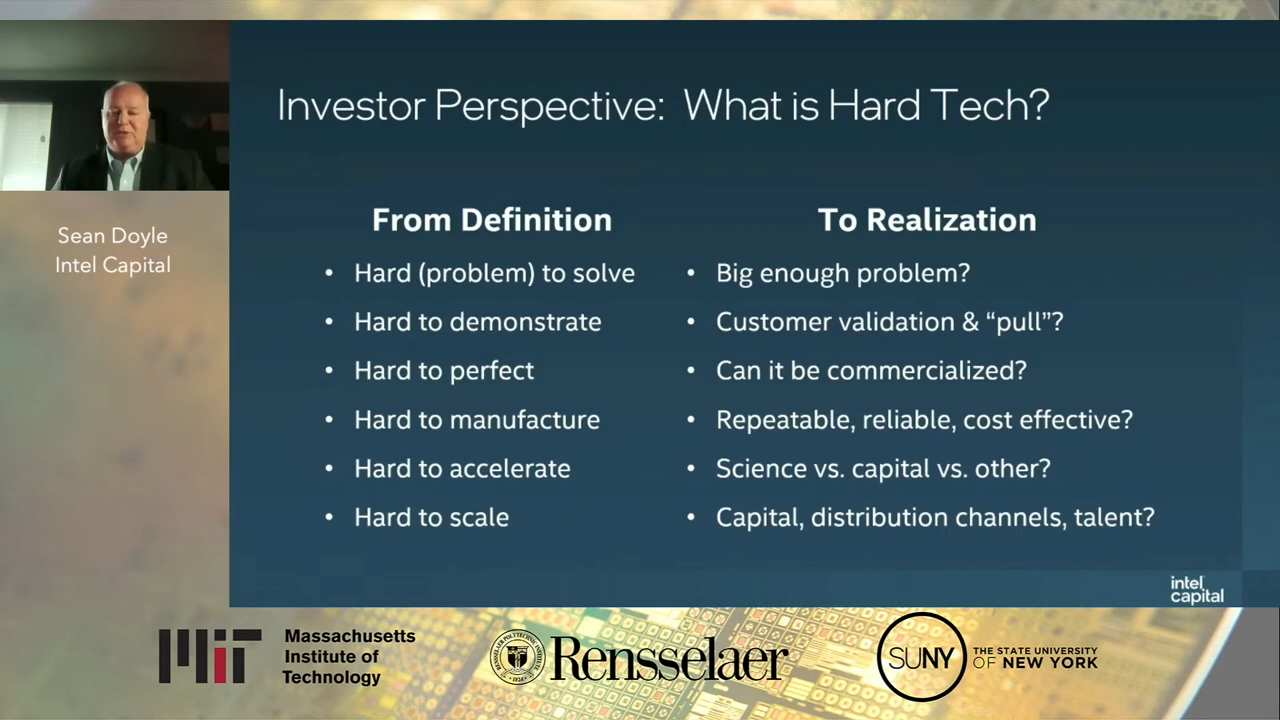 Investor Perspective: What is Hard Tech?
Sean Doyle
Intel Capital
From Definition
• Hard (problem) to solve
• Hard to demonstrate
• Hard to perfect
• Hard to manufacture
• Hard to accelerate
• Hard to scale
To Realization
• Big enough problem?
• Customer validation & “pull”?
• Can it be commercialized?
• Repeatable, reliable, cost effective?
• Science vs. capital vs. other?
• Capital, distribution channels, talent?
intel
capital
MIT
Massachusetts
Institute of
Technology
Rensselaer
SUNY
THE STATE UNIVERSITY
OF NEW YORK